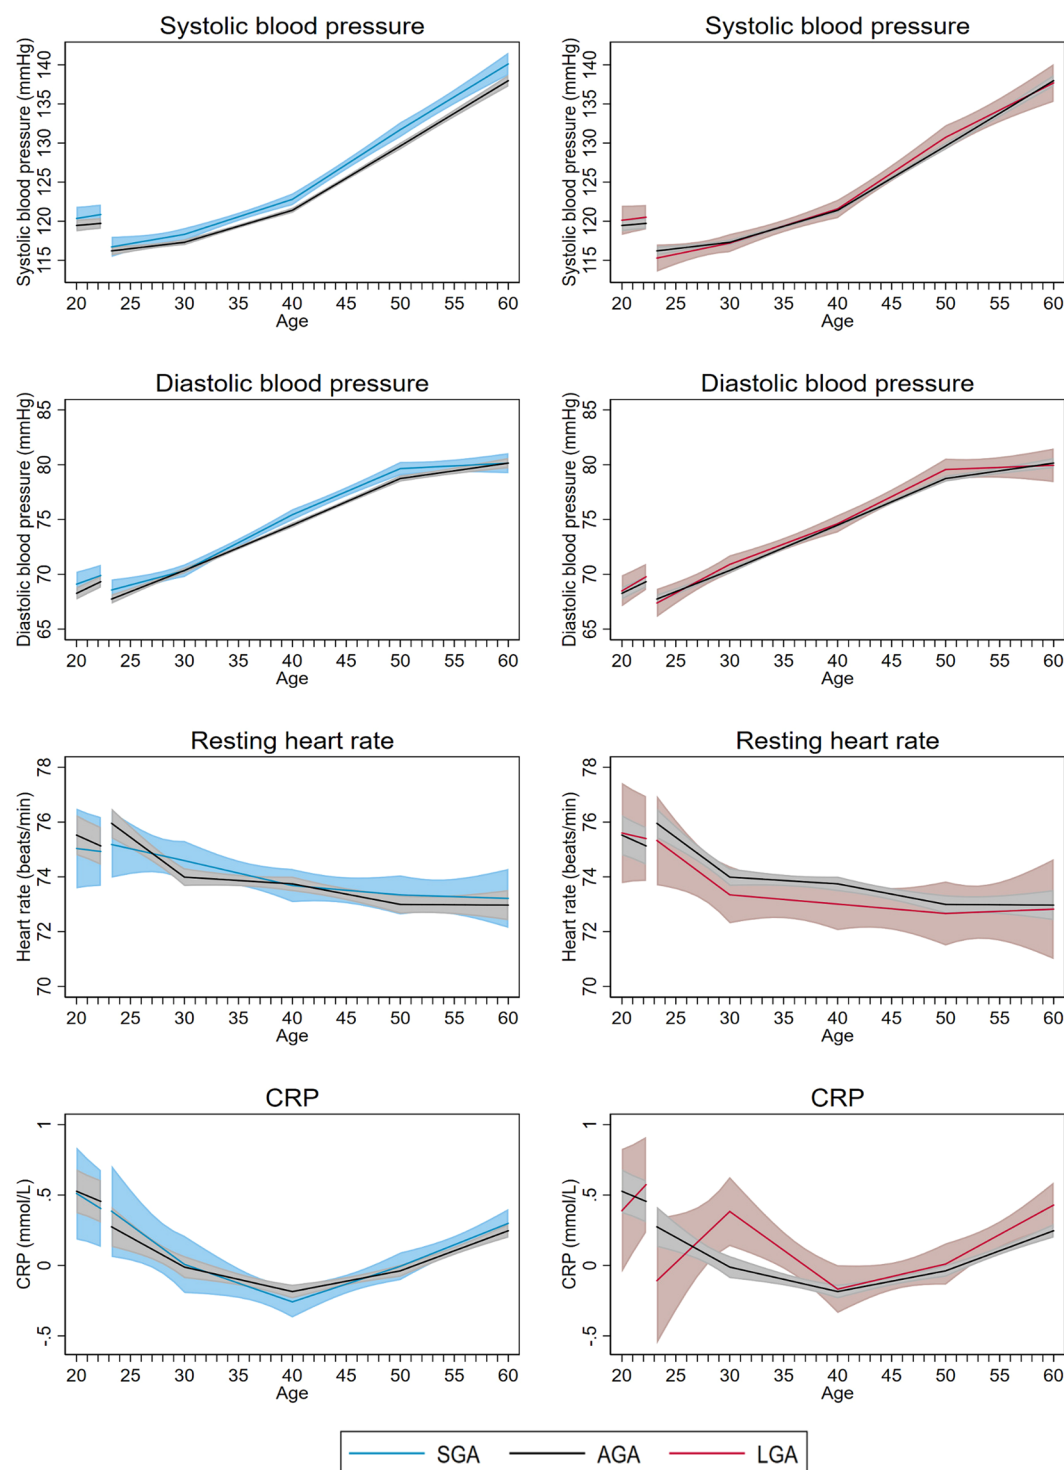 Systolic blood pressure
Systolic blood pressure (mmHg)
140
135
130
125
120
115
20 25 30 35 40 45 50 55 60
Age
Systolic blood pressure
Systolic blood pressure (mmHg)
140
135
130
125
120
115
20 25 30 35 40 45 50 55 60
Age
Diastolic blood pressure
Diastolic blood pressure (mmHg)
85
80
75
70
65
20 25 30 35 40 45 50 55 60
Age
Diastolic blood pressure
Diastolic blood pressure (mmHg)
85
80
75
70
65
20 25 30 35 40 45 50 55 60
Age
Resting heart rate
Heart rate (beats/min)
78
76
74
72
70
20 25 30 35 40 45 50 55 60
Age
Resting heart rate
Heart rate (beats/min)
78
76
74
72
70
20 25 30 35 40 45 50 55 60
Age
CRP
CRP (mmol/L)
1
.5
0
-.5
20 25 30 35 40 45 50 55 60
Age
CRP
CRP (mmol/L)
1
.5
0
-.5
20 25 30 35 40 45 50 55 60
Age
SGA AGA LGA